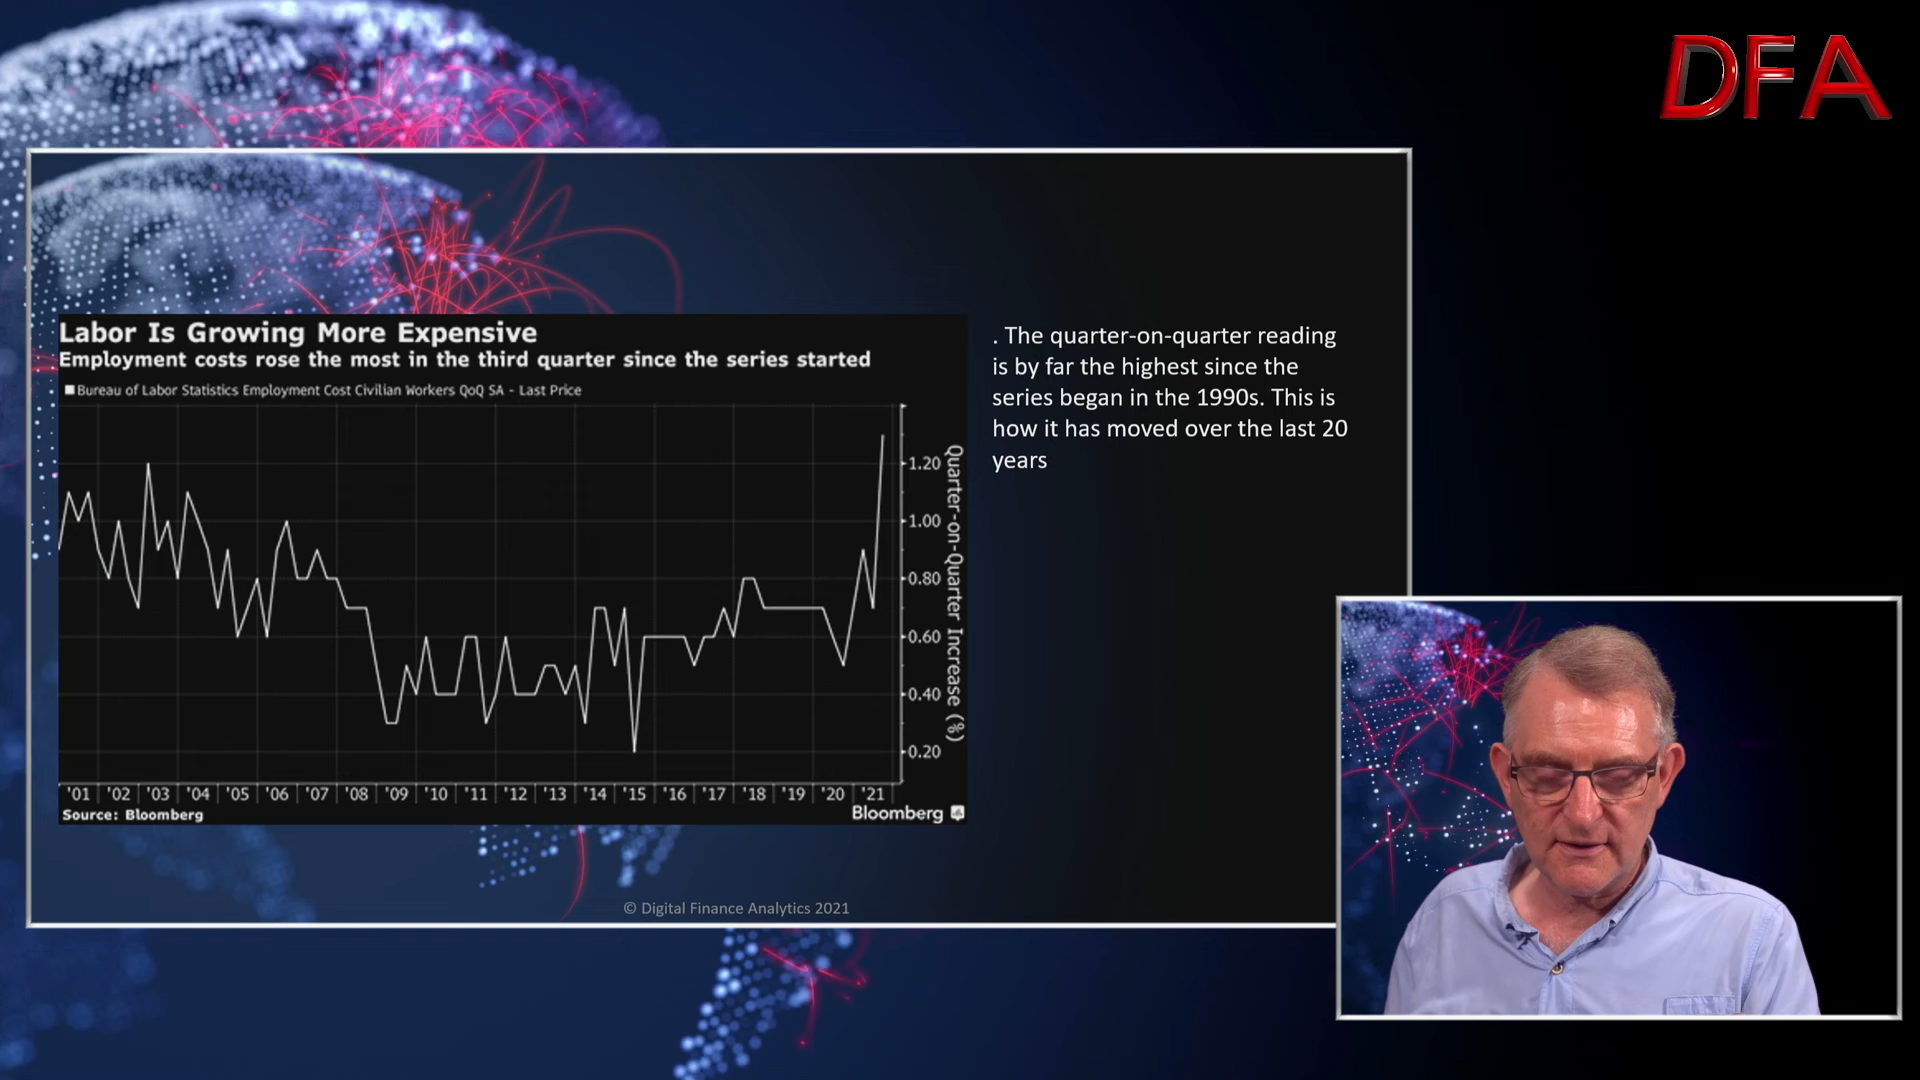 DFA
Labor Is Growing More Expensive
Employment costs rose the most in the third quarter since the series started
Bureau of Labor Statistics Employment Cost Civilian Workers QoQ SA - Last Price
1.20
1.00
0.80
0.60
0.40
0.20
Quarter-on-Quarter Increase (%)
'01 '02 '03 '04 '05 '06 '07 '08 '09 '10 '11 '12 '13 '14 '15 '16 '17 '18 '19 '20 '21
Source: Bloomberg
Bloomberg
. The quarter-on-quarter reading
is by far the highest since the
series began in the 1990s. This is
how it has moved over the last 20
years
© Digital Finance Analytics 2021